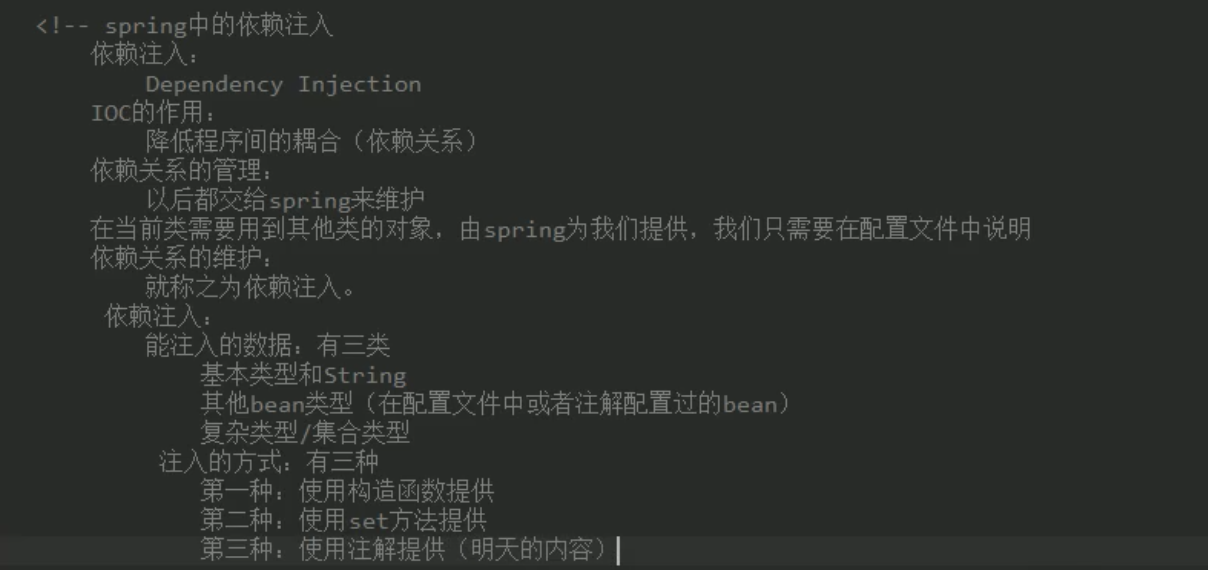 <!-- spring中的依赖注入
依赖注入：
Dependency Injection
IOC的作用：
降低程序间的耦合（依赖关系）
依赖关系的管理：
以后都交给spring来维护
在当前类需要用到其他类的对象，由spring为我们提供，我们只需要在配置文件中说明
依赖关系的维护：
就称之为依赖注入。
依赖注入：
能注入的数据：有三类
基本类型和String
其他bean类型（在配置文件中或者注解配置过的bean）
复杂类型/集合类型
注入的方式：有三种
第一种：使用构造函数提供
第二种：使用set方法提供
第三种：使用注解提供（明天的内容）